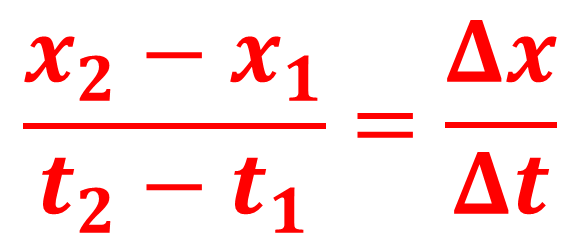 x₂ − x₁ / t₂ − t₁ = Δx / Δt